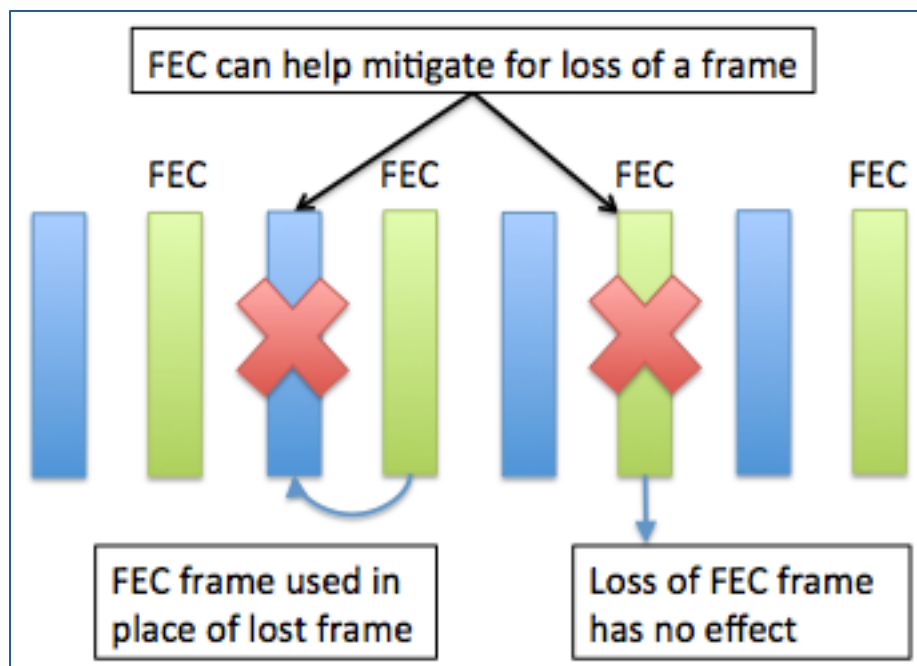 FEC can help mitigate for loss of a frame
FEC FEC FEC FEC
FEC frame used in
place of lost frame
Loss of FEC frame
has no effect